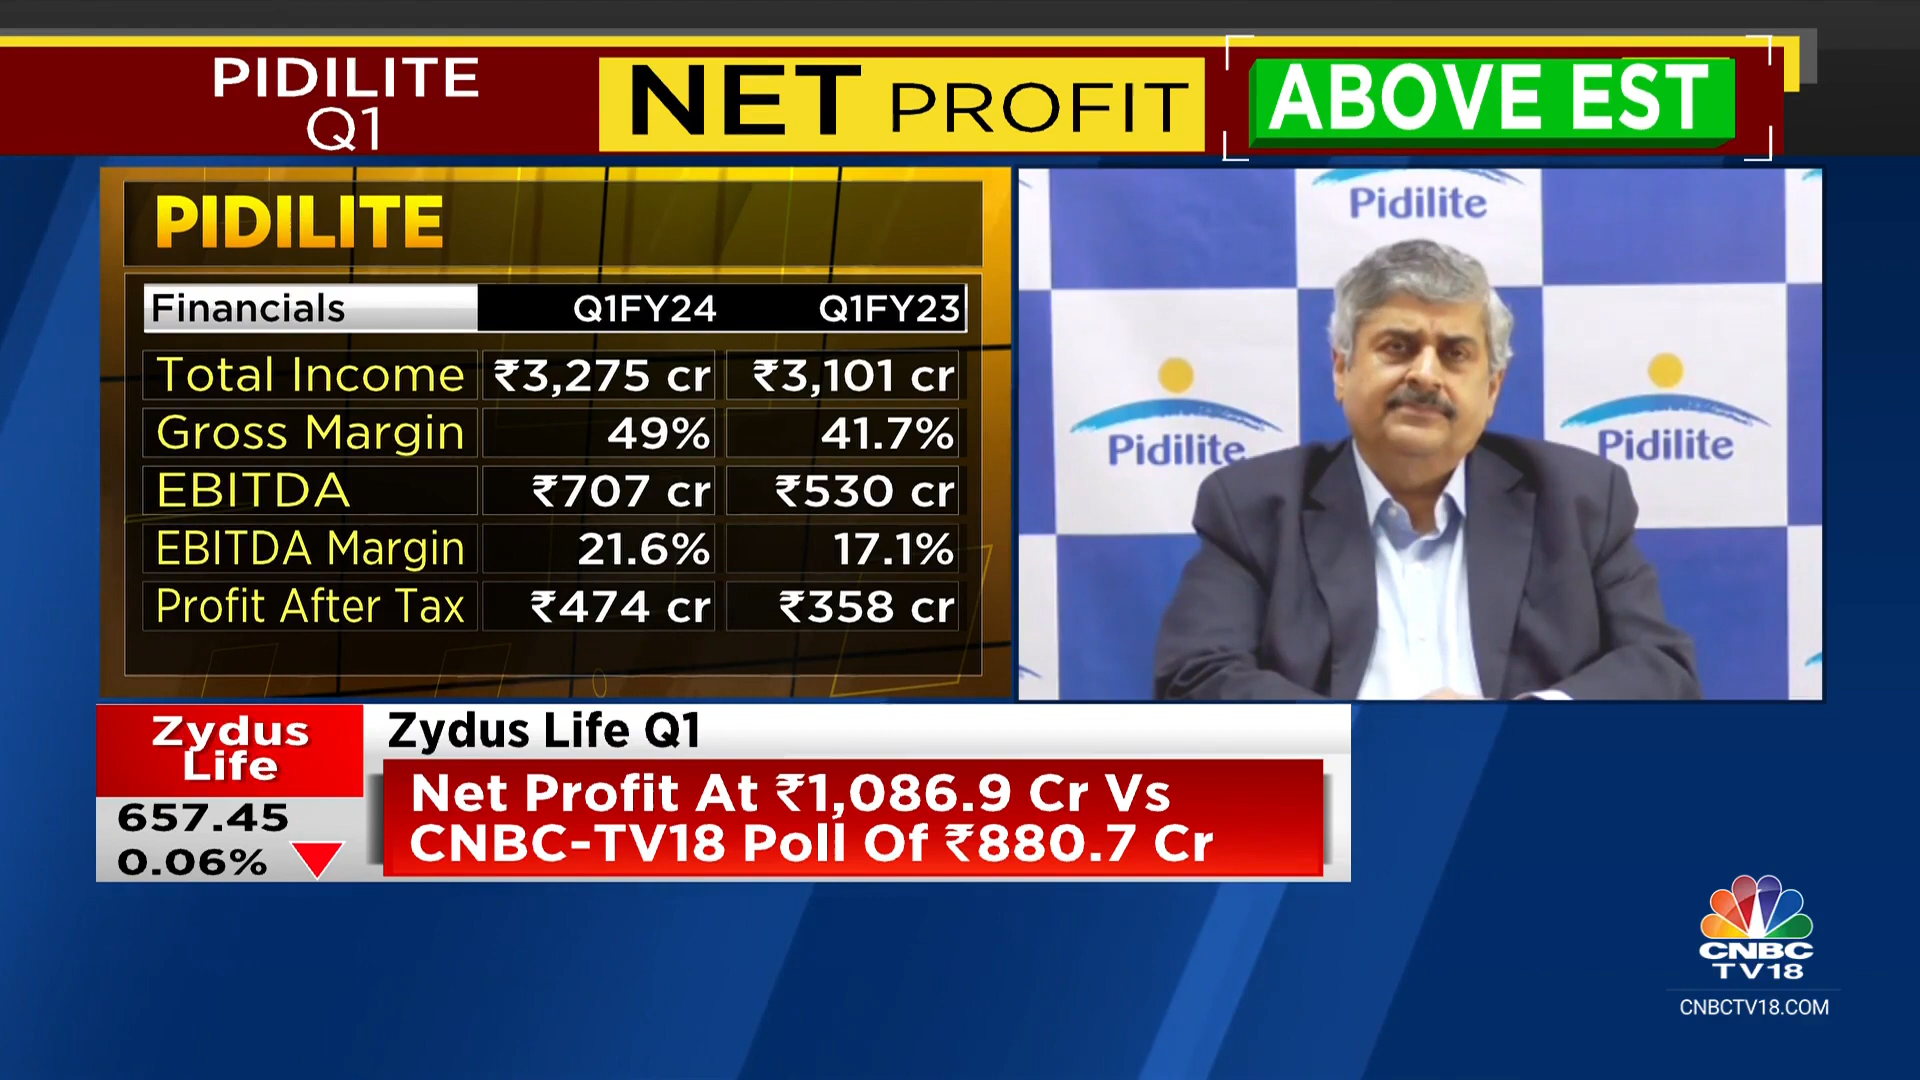 PIDILITE
Q1
NET PROFIT
ABOVE EST
PIDILITE
Financials Q1FY24 Q1FY23
Total Income ₹3,275 cr ₹3,101 cr
Gross Margin 49% 41.7%
EBITDA ₹707 cr ₹530 cr
EBITDA Margin 21.6% 17.1%
Profit After Tax ₹474 cr ₹358 cr
Pidilite
Pidilite
Pidilite
Zydus
Life
657.45
0.06%
Zydus Life Q1
Net Profit At ₹1,086.9 Cr Vs
CNBC-TV18 Poll Of ₹880.7 Cr
CNBC
TV18
CNBCTV18.COM